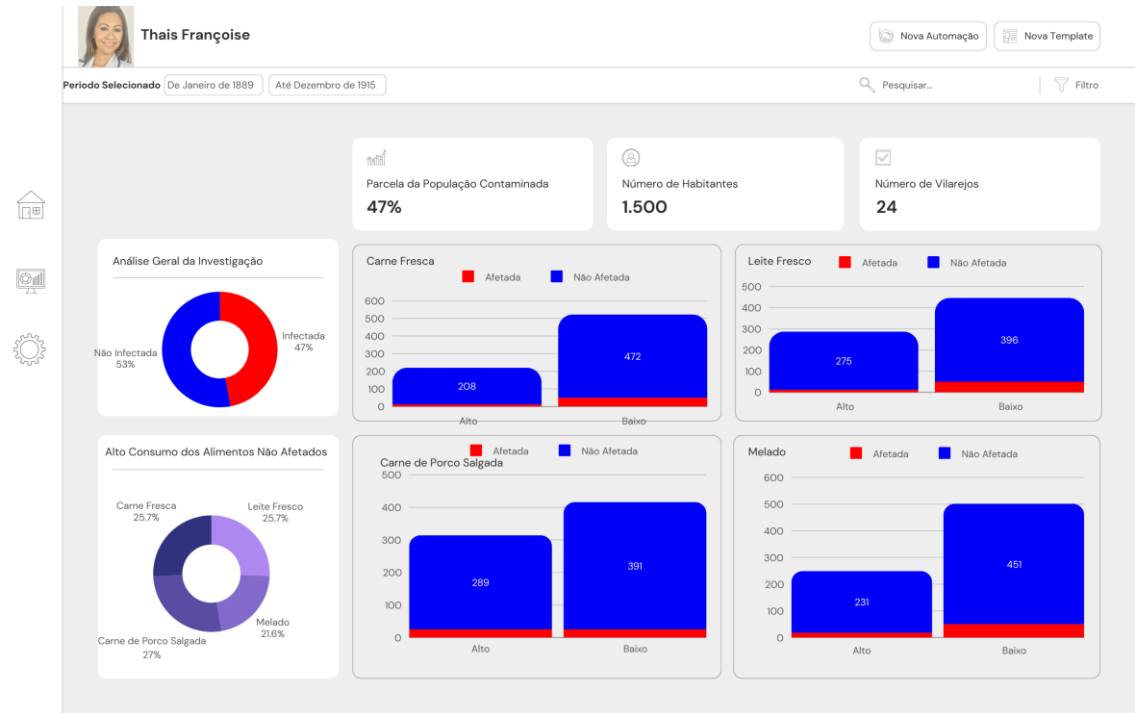 Thais Françoise
Nova Automação
Nova Template
Periodo Selecionado
De Janeiro de 1889
Até Dezembro de 1915
Pesquisar...
Filtro
Parcela da População Contaminada
47%
Número de Habitantes
1.500
Número de Vilarejos
24
Análise Geral da Investigação
Infectada
47%
Não Infectada
53%
Carne Fresca
Afetada
Não Afetada
600
500
400
300
200
100
0
208
472
Alto
Baixo
Leite Fresco
Afetada
Não Afetada
500
400
300
200
100
0
275
396
Alto
Baixo
Alto Consumo dos Alimentos Não Afetados
Carne Fresca
25.7%
Leite Fresco
25.7%
Melado
21.6%
Carne de Porco Salgada
27%
Afetada
Não Afetada
Carne de Porco Salgada
500
400
300
200
100
0
289
391
Alto
Baixo
Melado
Afetada
Não Afetada
600
500
400
300
200
100
0
231
451
Alto
Baixo